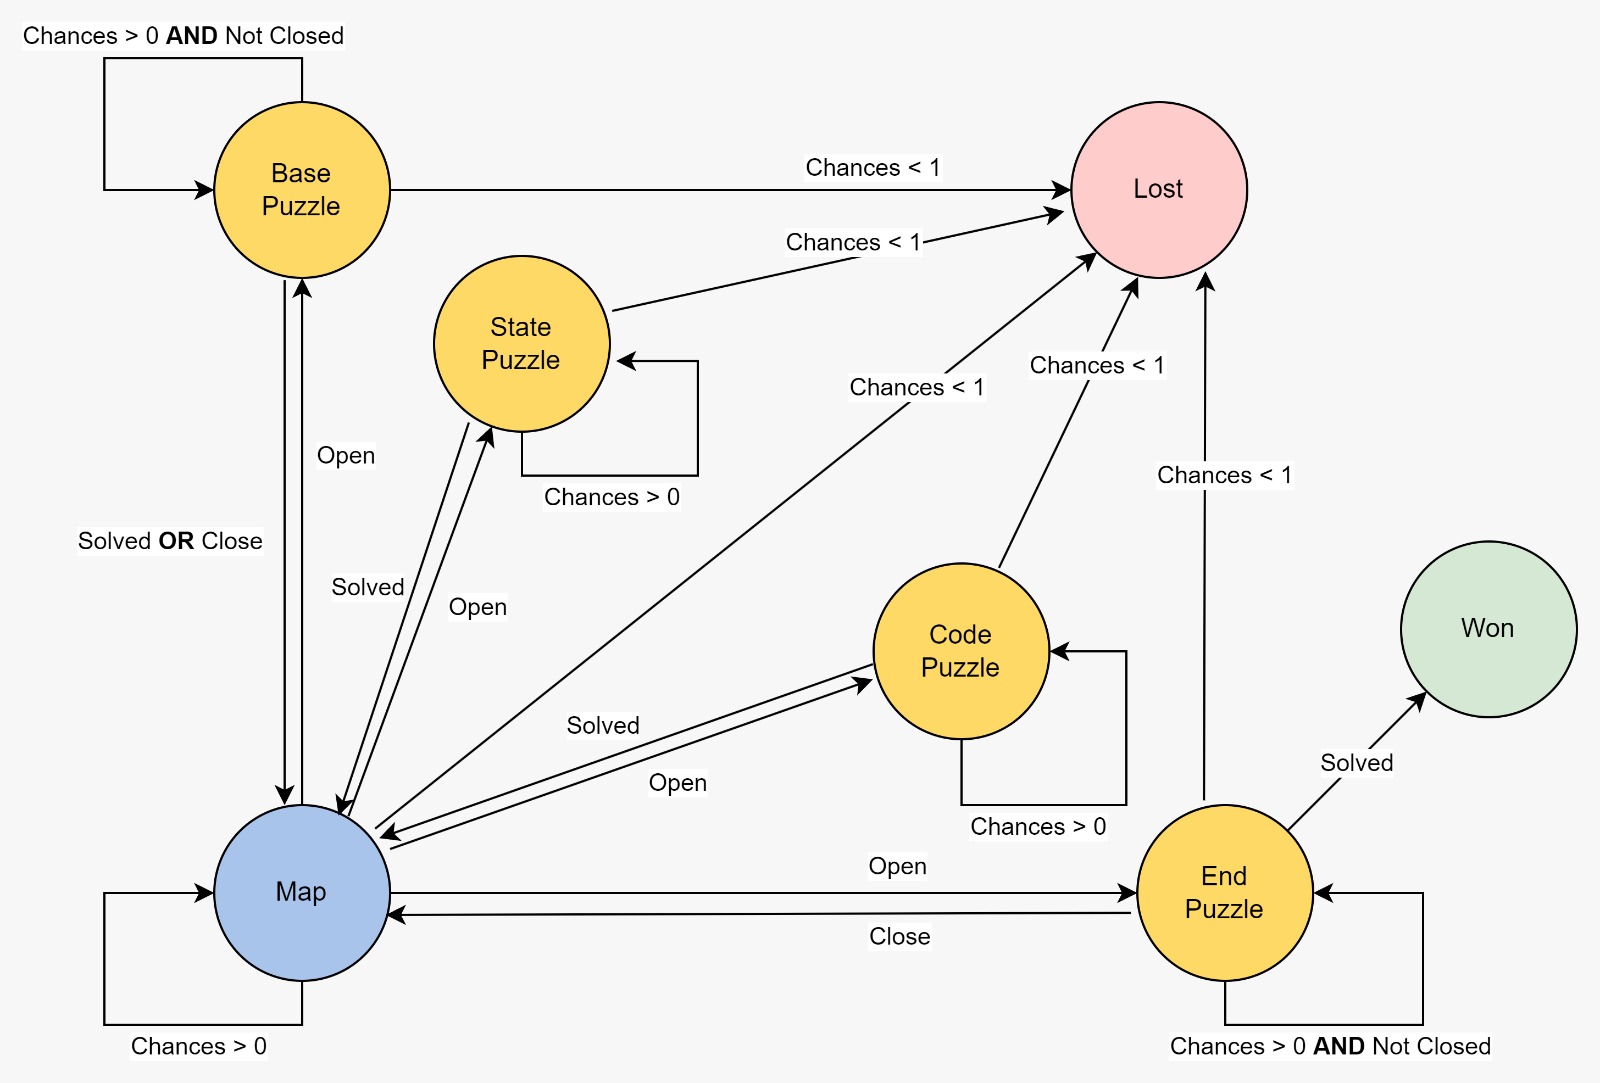 Chances > 0 AND Not Closed
Base
Puzzle
Chances < 1
Lost
Chances < 1
State
Puzzle
Chances < 1
Chances < 1
Open
Chances < 1
Chances > 0
Solved OR Close
Solved
Open
Code
Puzzle
Won
Solved
Open
Solved
Chances > 0
Open
End
Puzzle
Map
Close
Chances > 0
Chances > 0 AND Not Closed